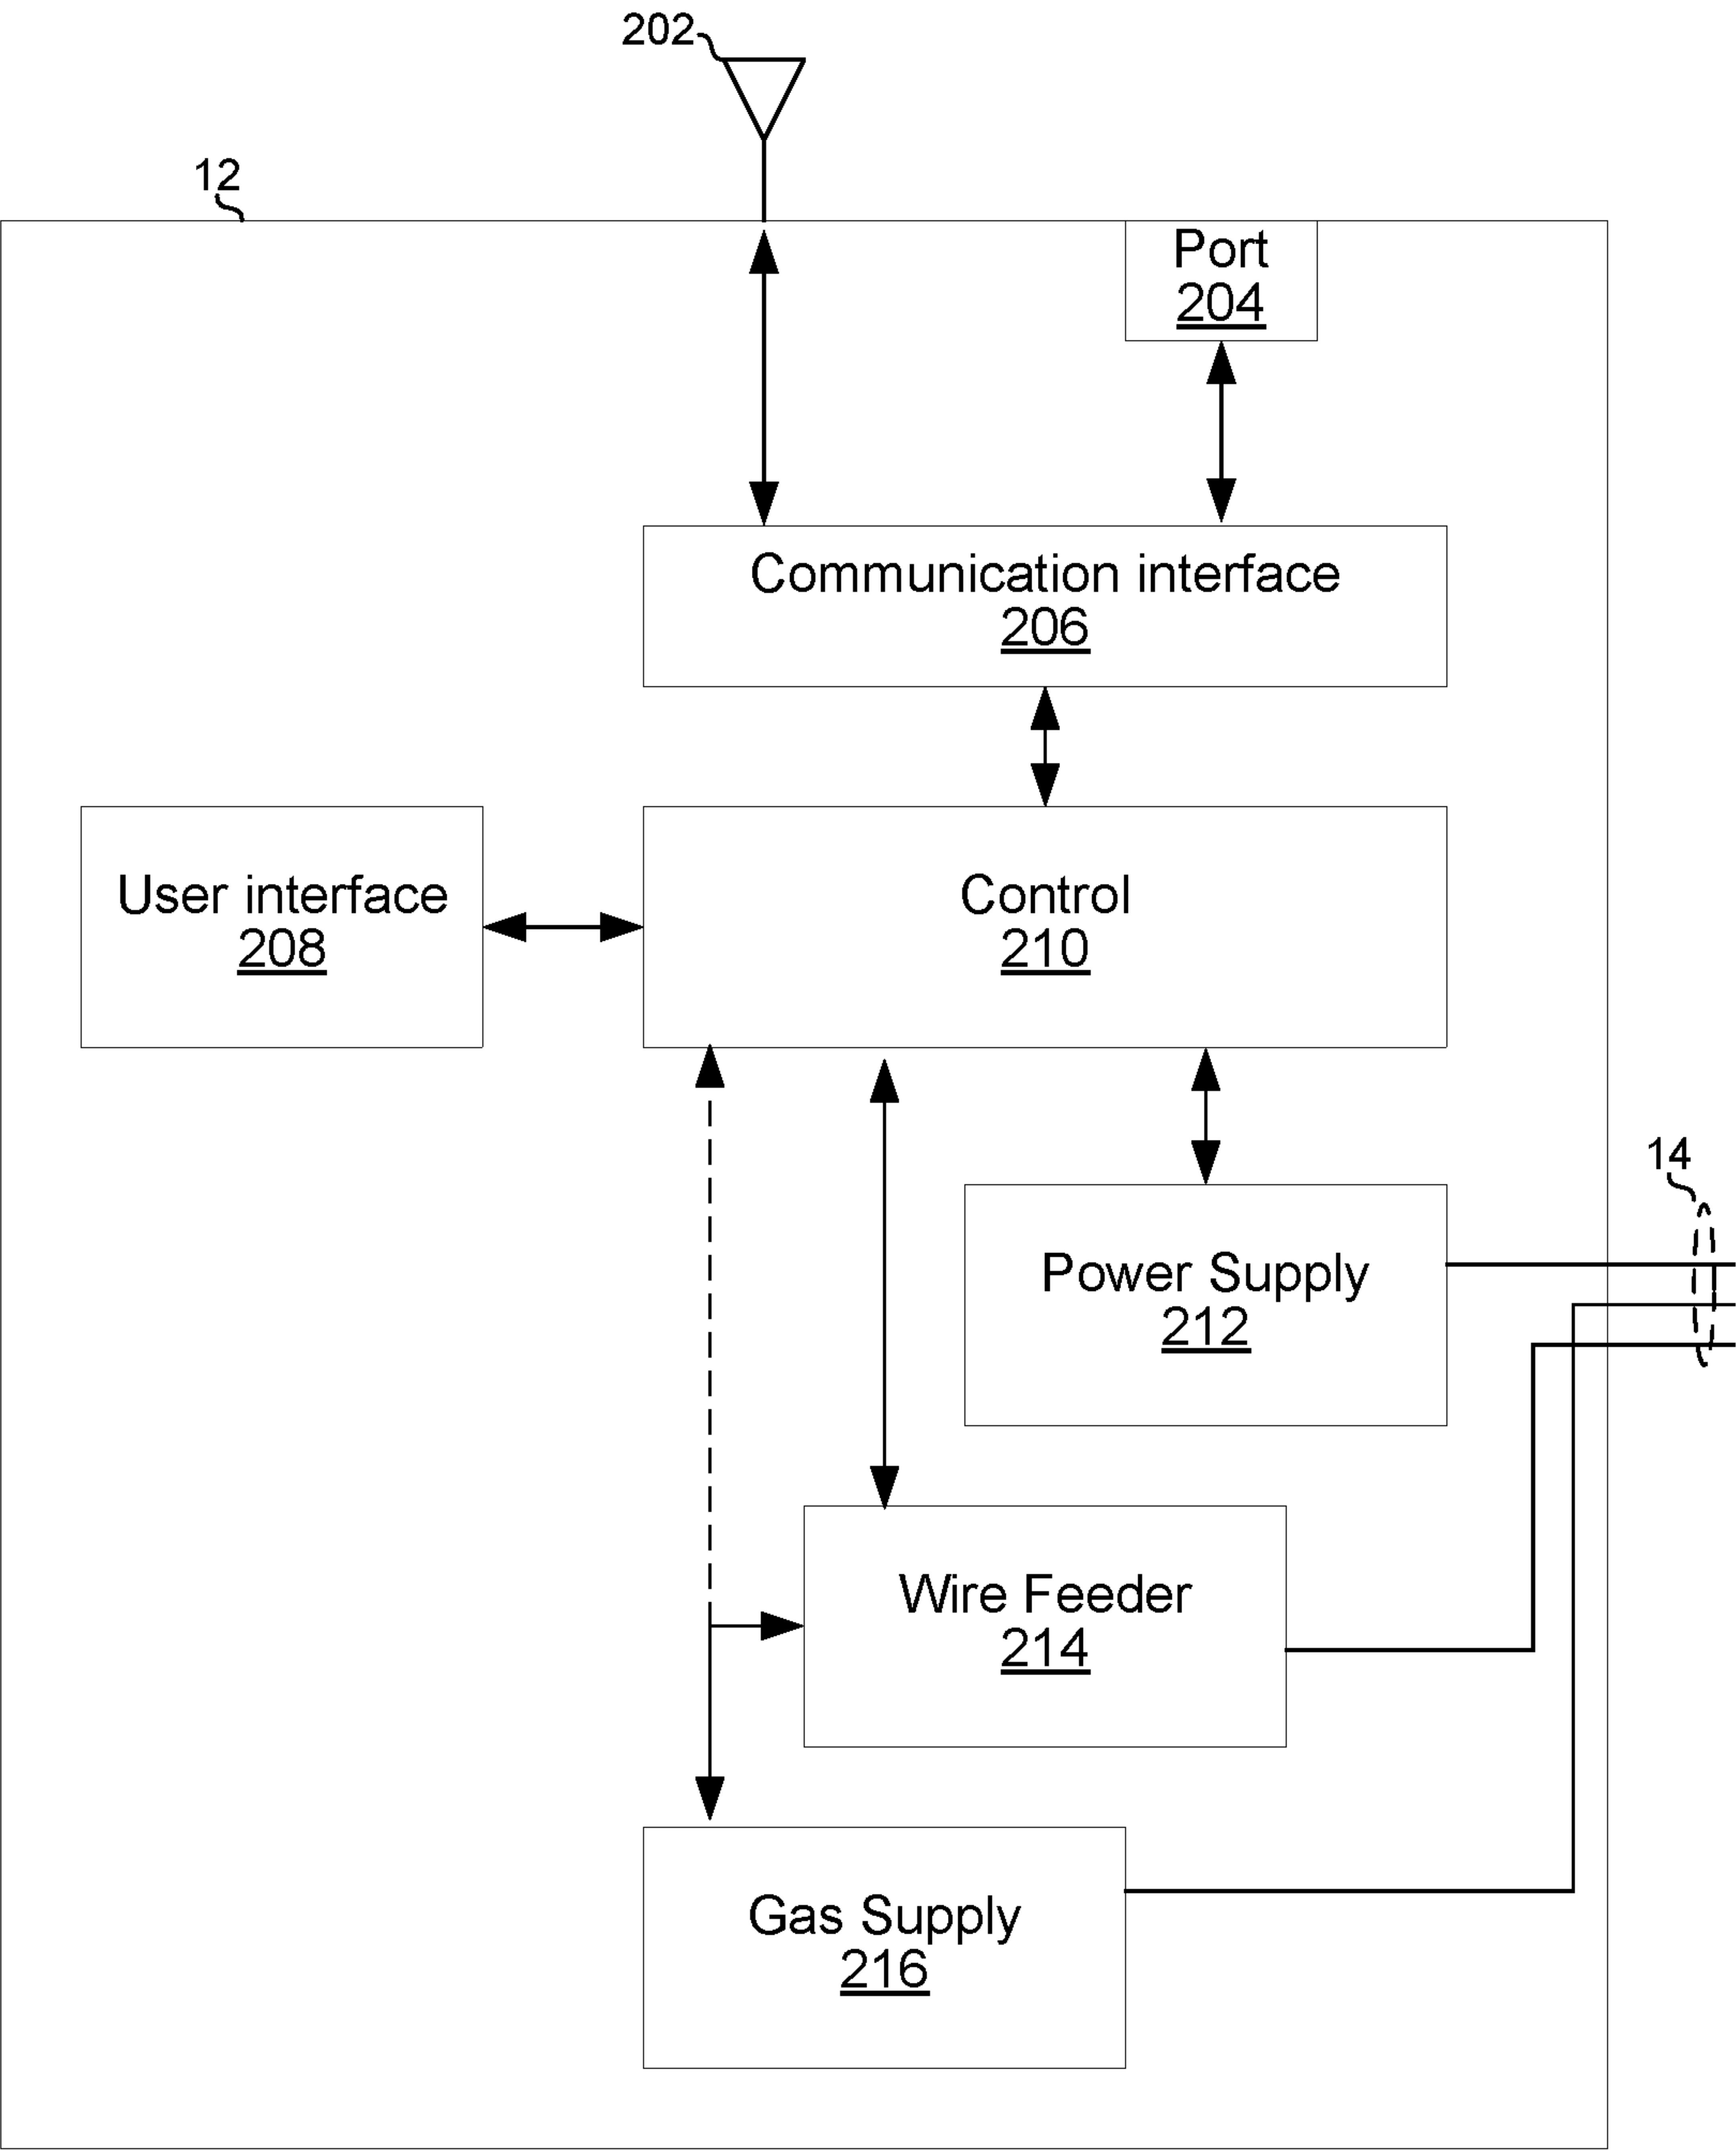 202
12
Port
204
Communication interface
206
User interface
208
Control
210
14
Power Supply
212
Wire Feeder
214
Gas Supply
216